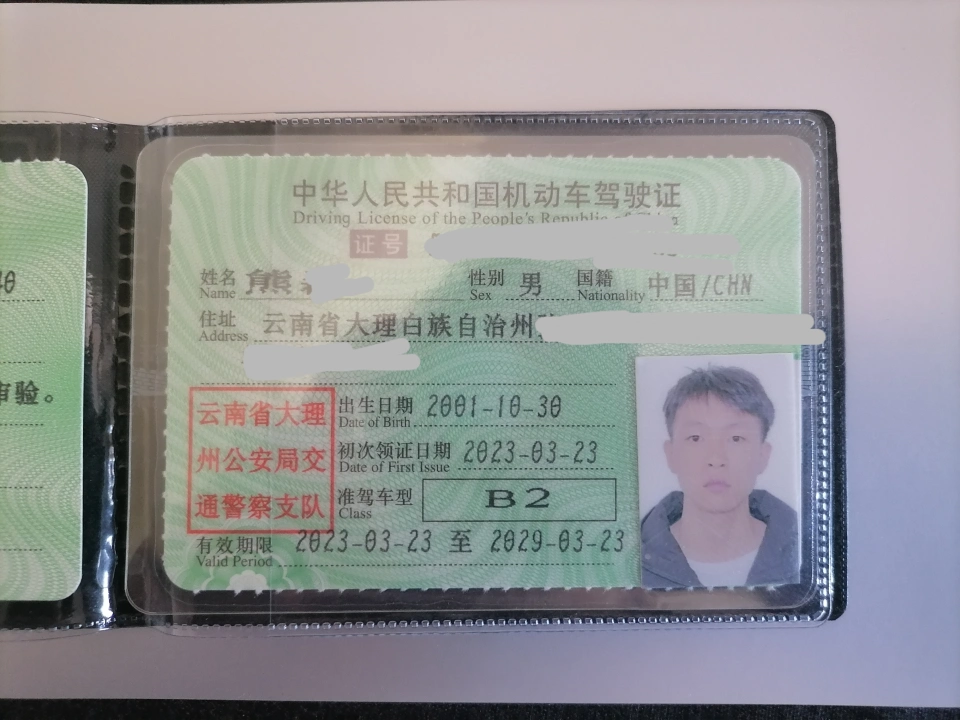 中华人民共和国机动车驾驶证
Driving License of the People's Republic
证号
姓名 熊 性别 男 国籍 中国/CHN
Name Sex Nationality
住址 云南省大理白族自治州
Address
云南省大理
州公安局交
通警察支队
出生日期 2001-10-30
Date of Birth
初次领证日期 2023-03-23
Date of First Issue
准驾车型 B2
Class
有效期限 2023-03-23 至 2029-03-23
Valid Period
验。